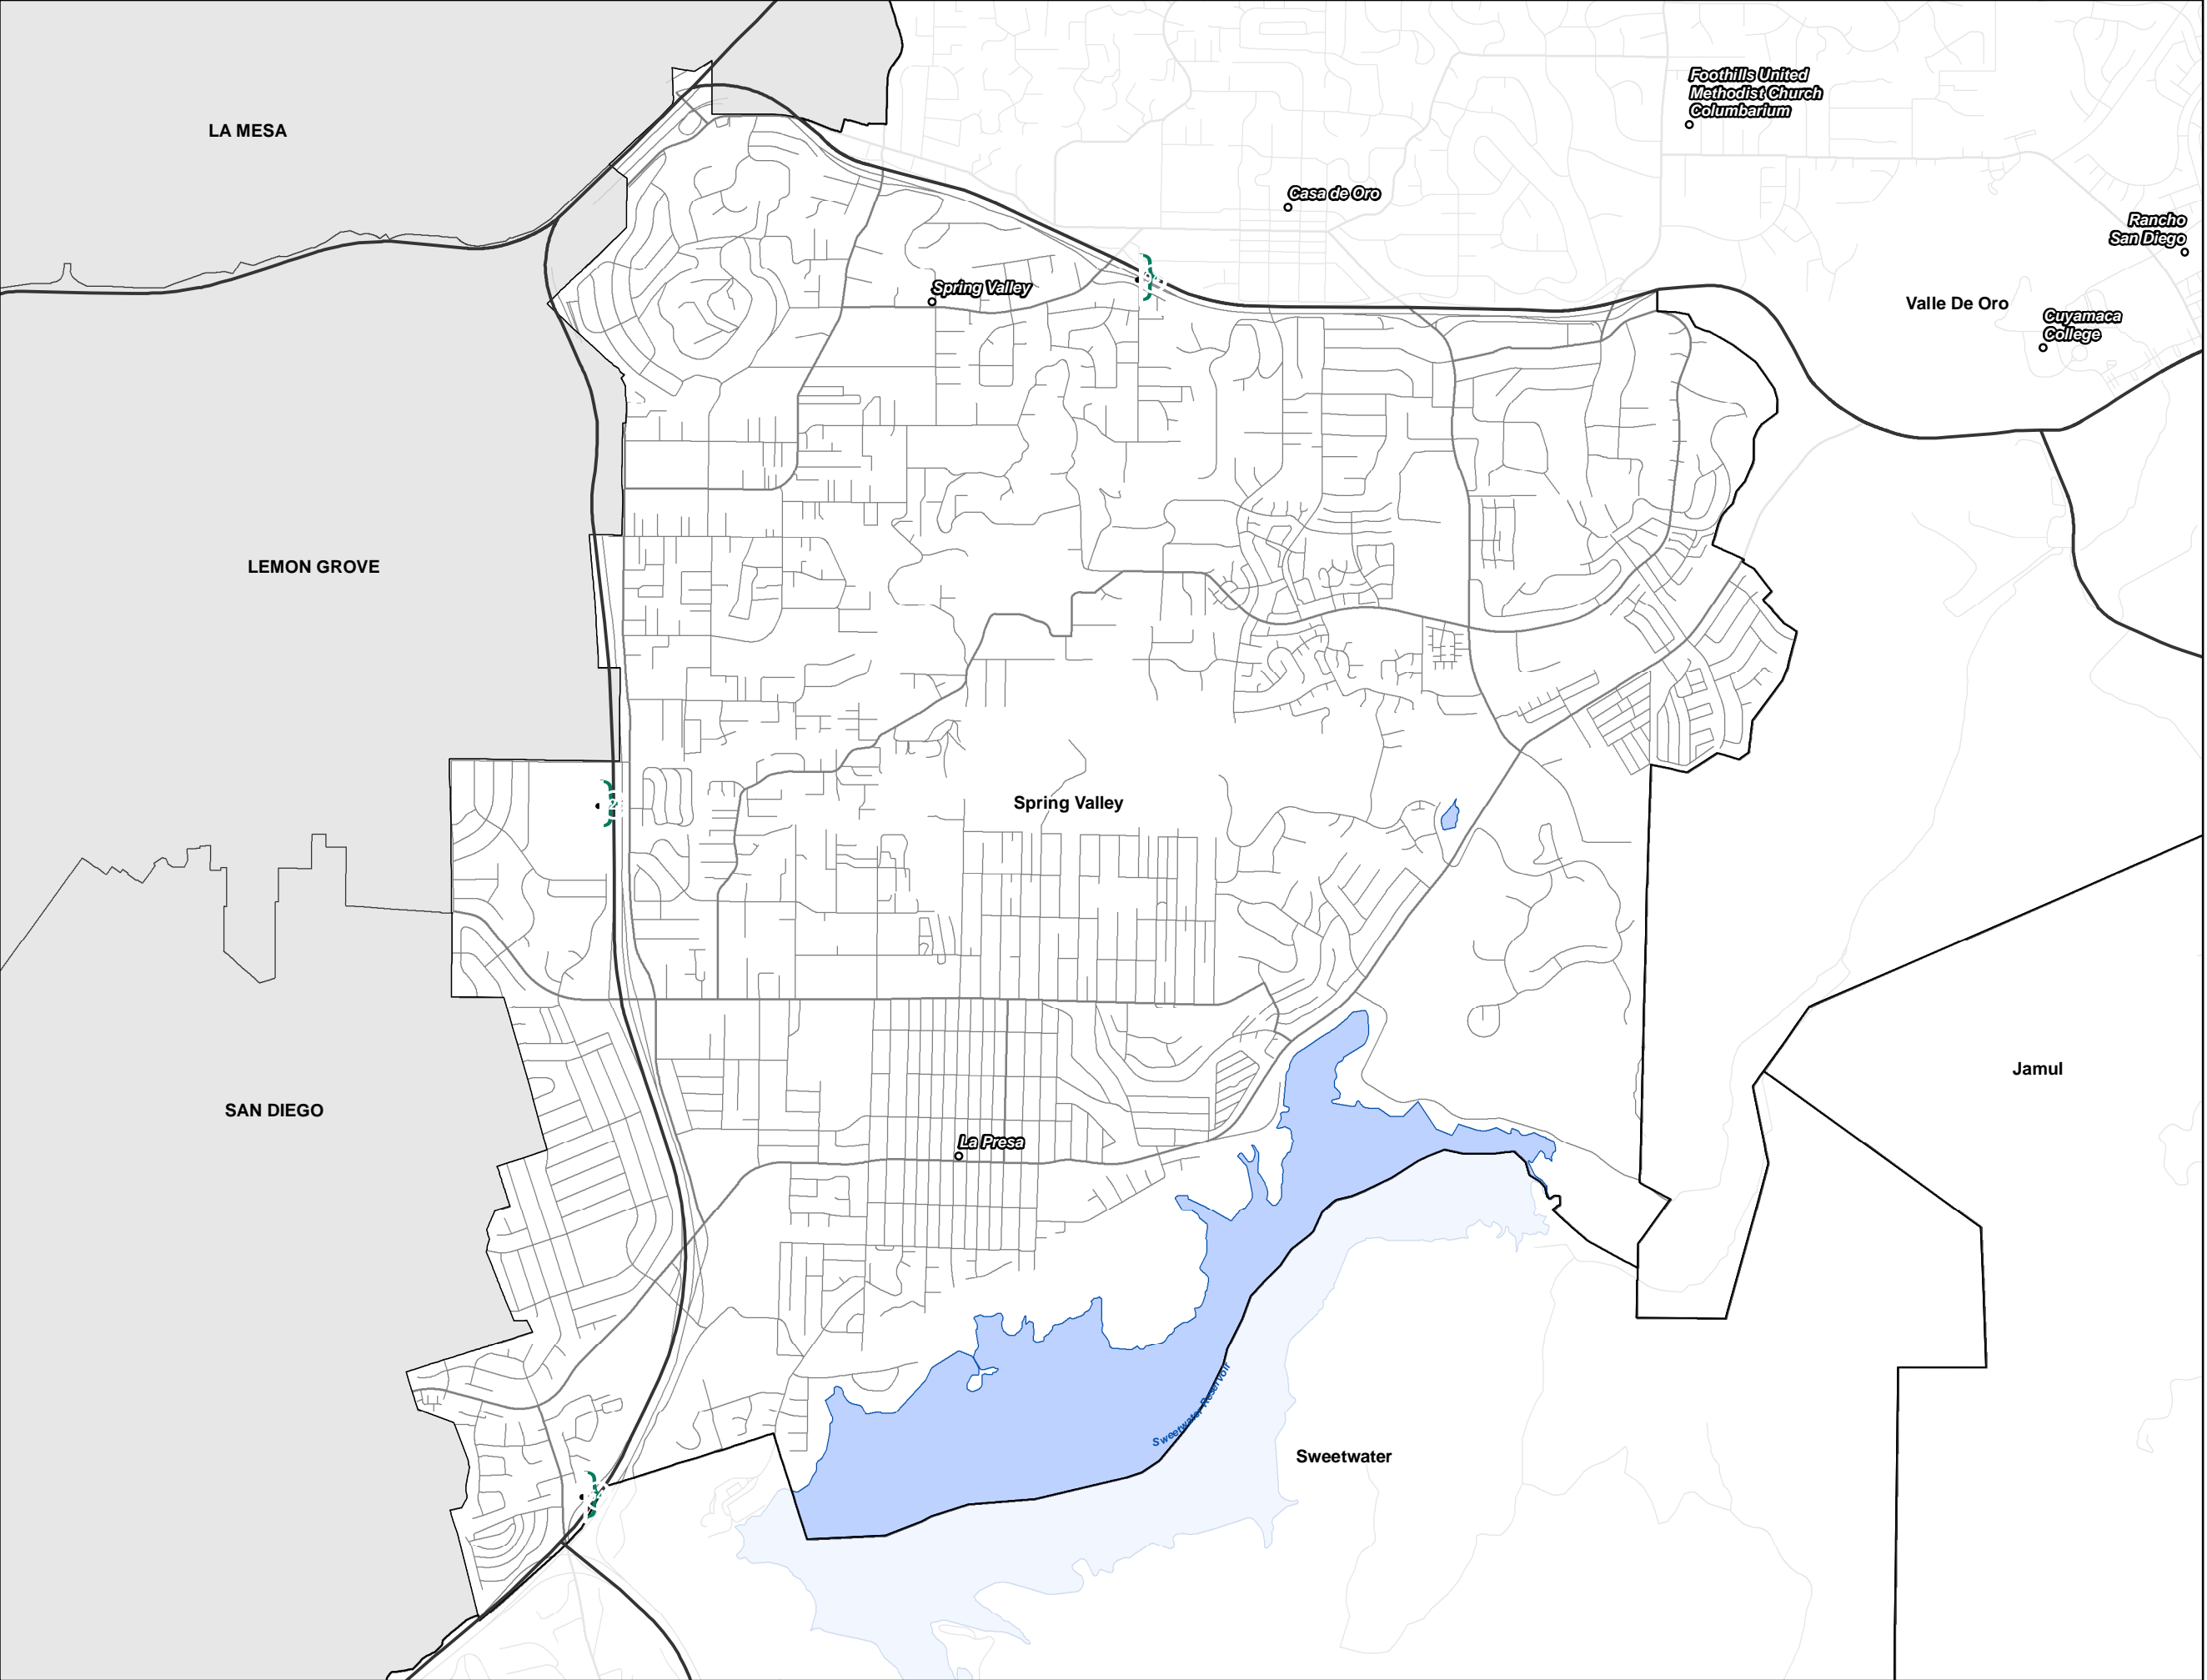 Foothills United
Methodist Church
Columbarium
LA MESA
Casa de Oro
Rancho
San Diego
Spring Valley
Valle De Oro
Cuyamaca
College
LEMON GROVE
Spring Valley
Jamul
SAN DIEGO
La Presa
Sweetwater Reservoir
Sweetwater